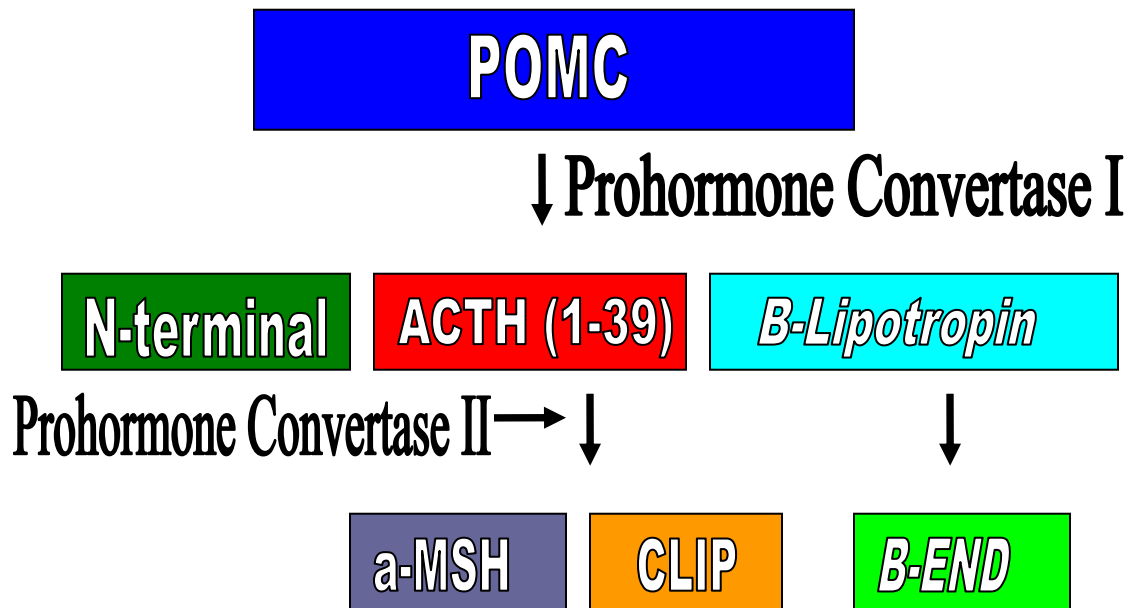 POMC
Prohormone Convertase I
N-terminal ACTH (1-39) B-Lipotropin
Prohormone Convertase II
a-MSH CLIP B-END